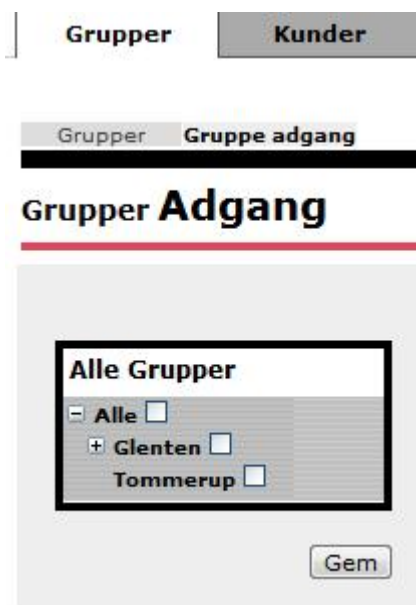 Grupper Kunder
Grupper Gruppe adgang
Grupper Adgang
Alle Grupper
Alle
Glenten
Tommerup
Gem